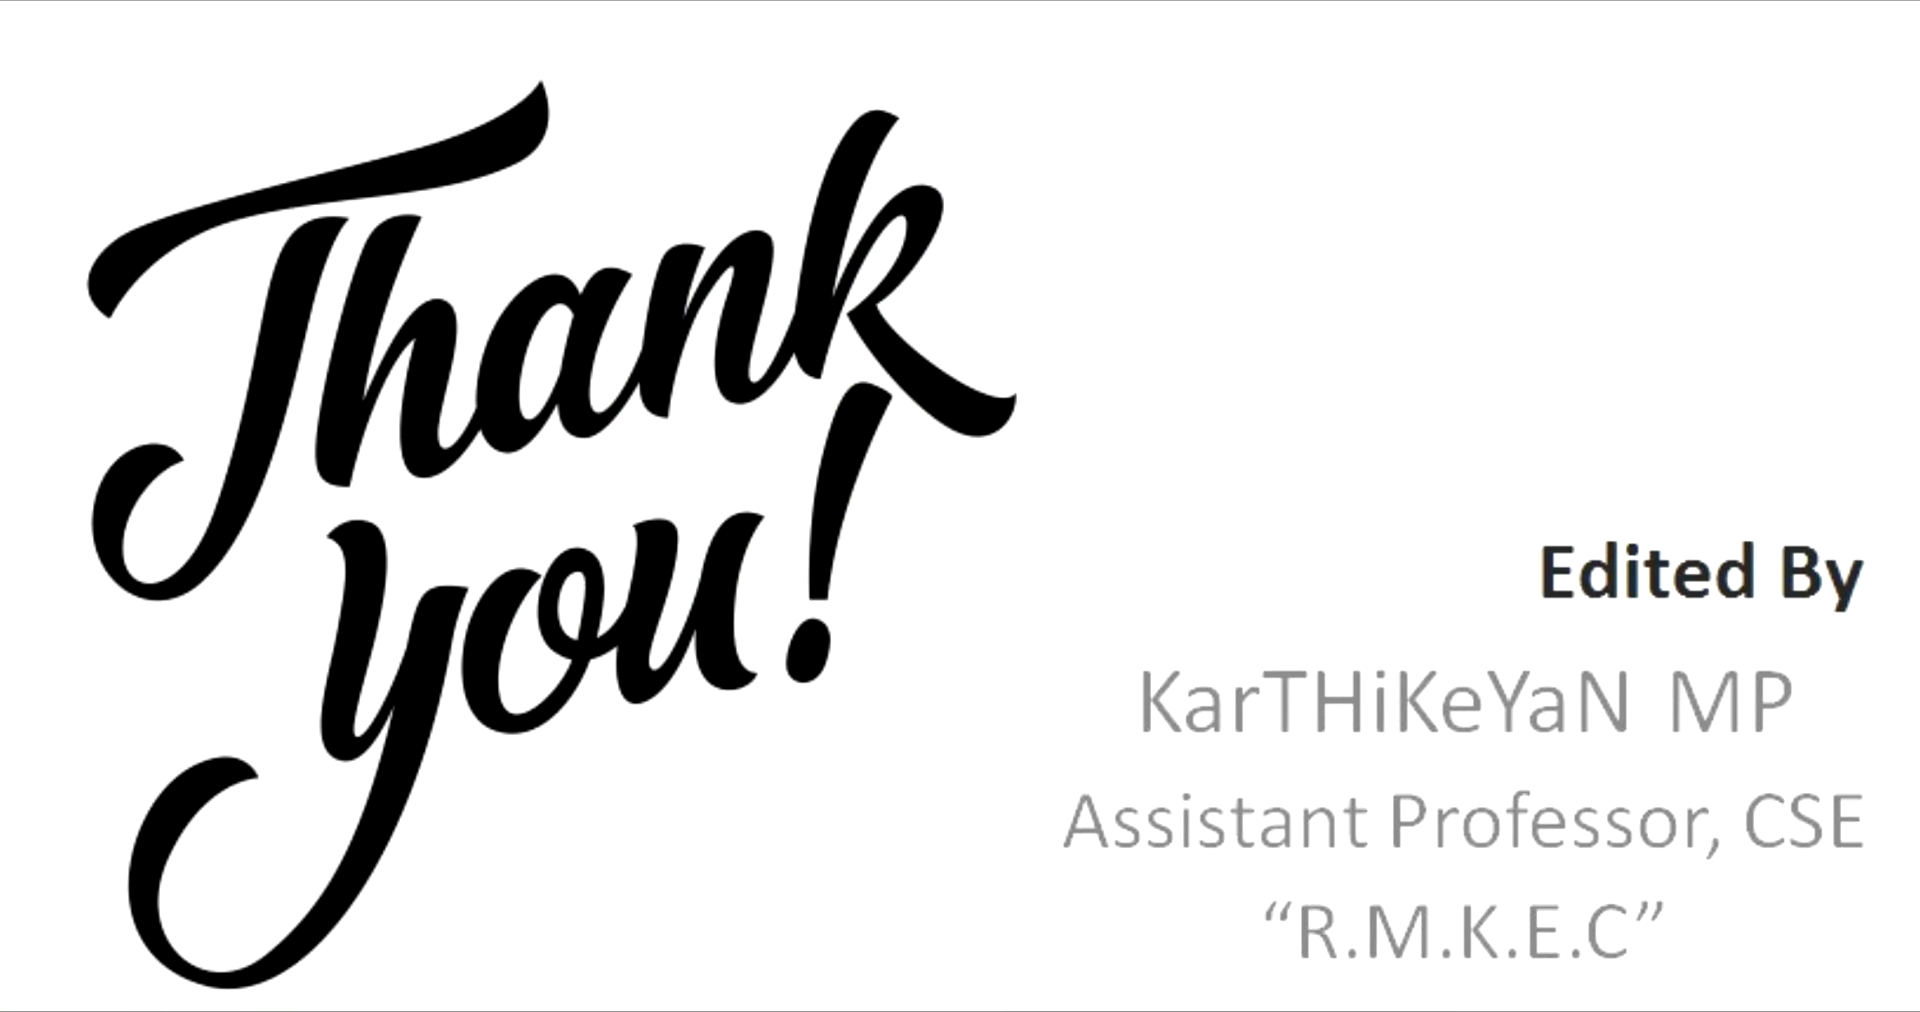 Thank
you!
Edited By
KarTHiKeYaN MP
Assistant Professor, CSE
“R.M.K.E.C”